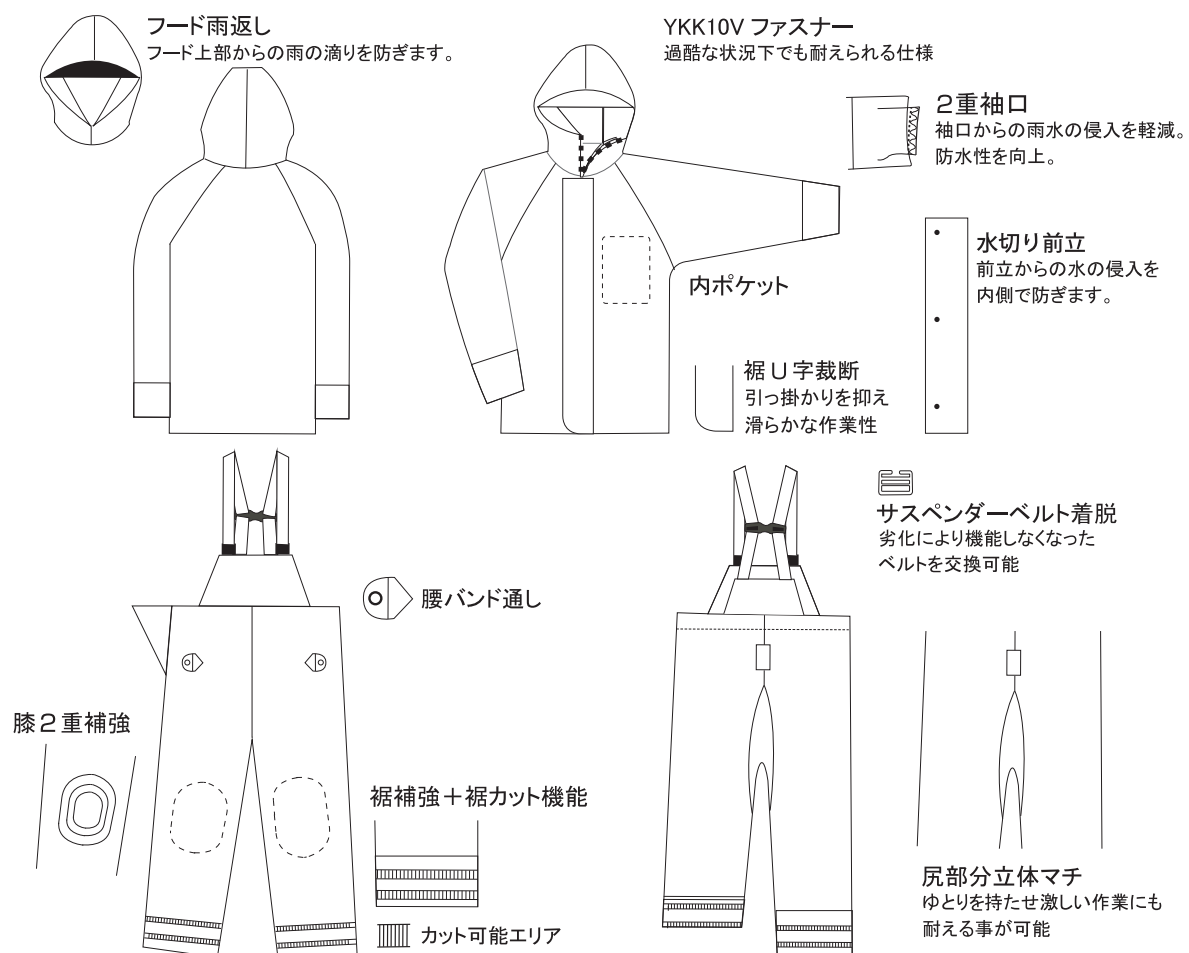 フード雨返し
フード上部からの雨の滴りを防ぎます。
YKK10V ファスナー
過酷な状況下でも耐えられる仕様
２重袖口
袖口からの雨水の侵入を軽減。
防水性を向上。
水切り前立
前立からの水の侵入を
内側で防ぎます。
内ポケット
裾Ｕ字裁断
引っ掛かりを抑え
滑らかな作業性
サスペンダーベルト着脱
劣化により機能しなくなった
ベルトを交換可能
腰バンド通し
膝２重補強
裾補強＋裾カット機能
カット可能エリア
尻部分立体マチ
ゆとりを持たせ激しい作業にも
耐える事が可能